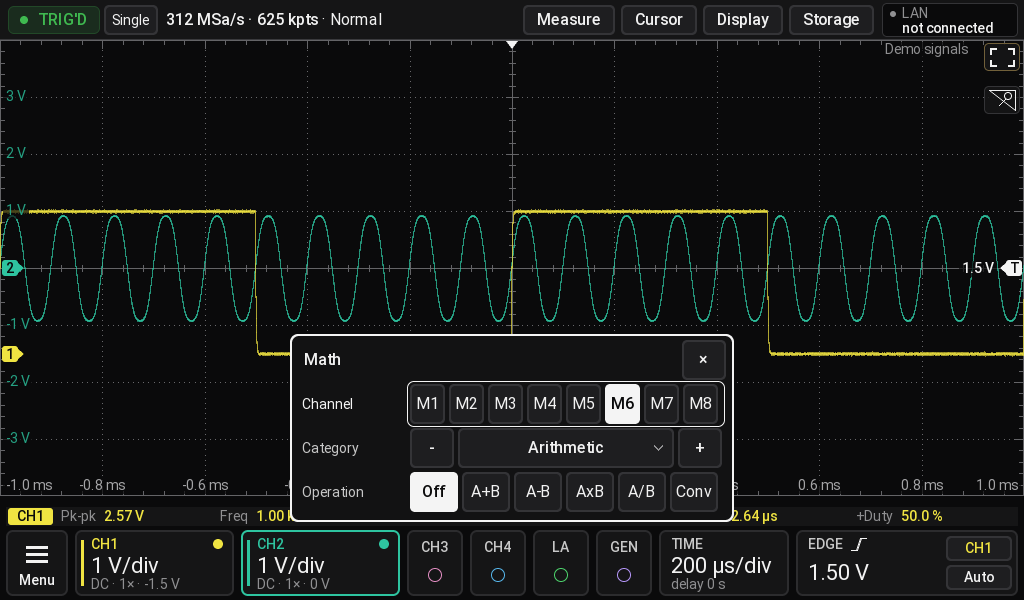 TRIG'D Single 312 MSa/s · 625 kpts · Normal Measure Cursor Display Storage LAN
not connected
Demo signals
3 V
2 V
1 V
2 1.5 V T
-1 V
1
-2 V
-3 V
-1.0 ms -0.8 ms -0.6 ms 0.6 ms 0.8 ms 1.0 ms
Math ×
Channel M1 M2 M3 M4 M5 M6 M7 M8
Category - Arithmetic +
Operation Off A+B A-B AxB A/B Conv
CH1 Pk-pk 2.57 V Freq 1.00 2.64 µs +Duty 50.0 %
Menu
CH1
1 V/div
DC · 1× · -1.5 V
CH2
1 V/div
DC · 1× · 0 V
CH3 CH4 LA GEN
TIME
200 µs/div
delay 0 s
EDGE CH1
1.50 V Auto